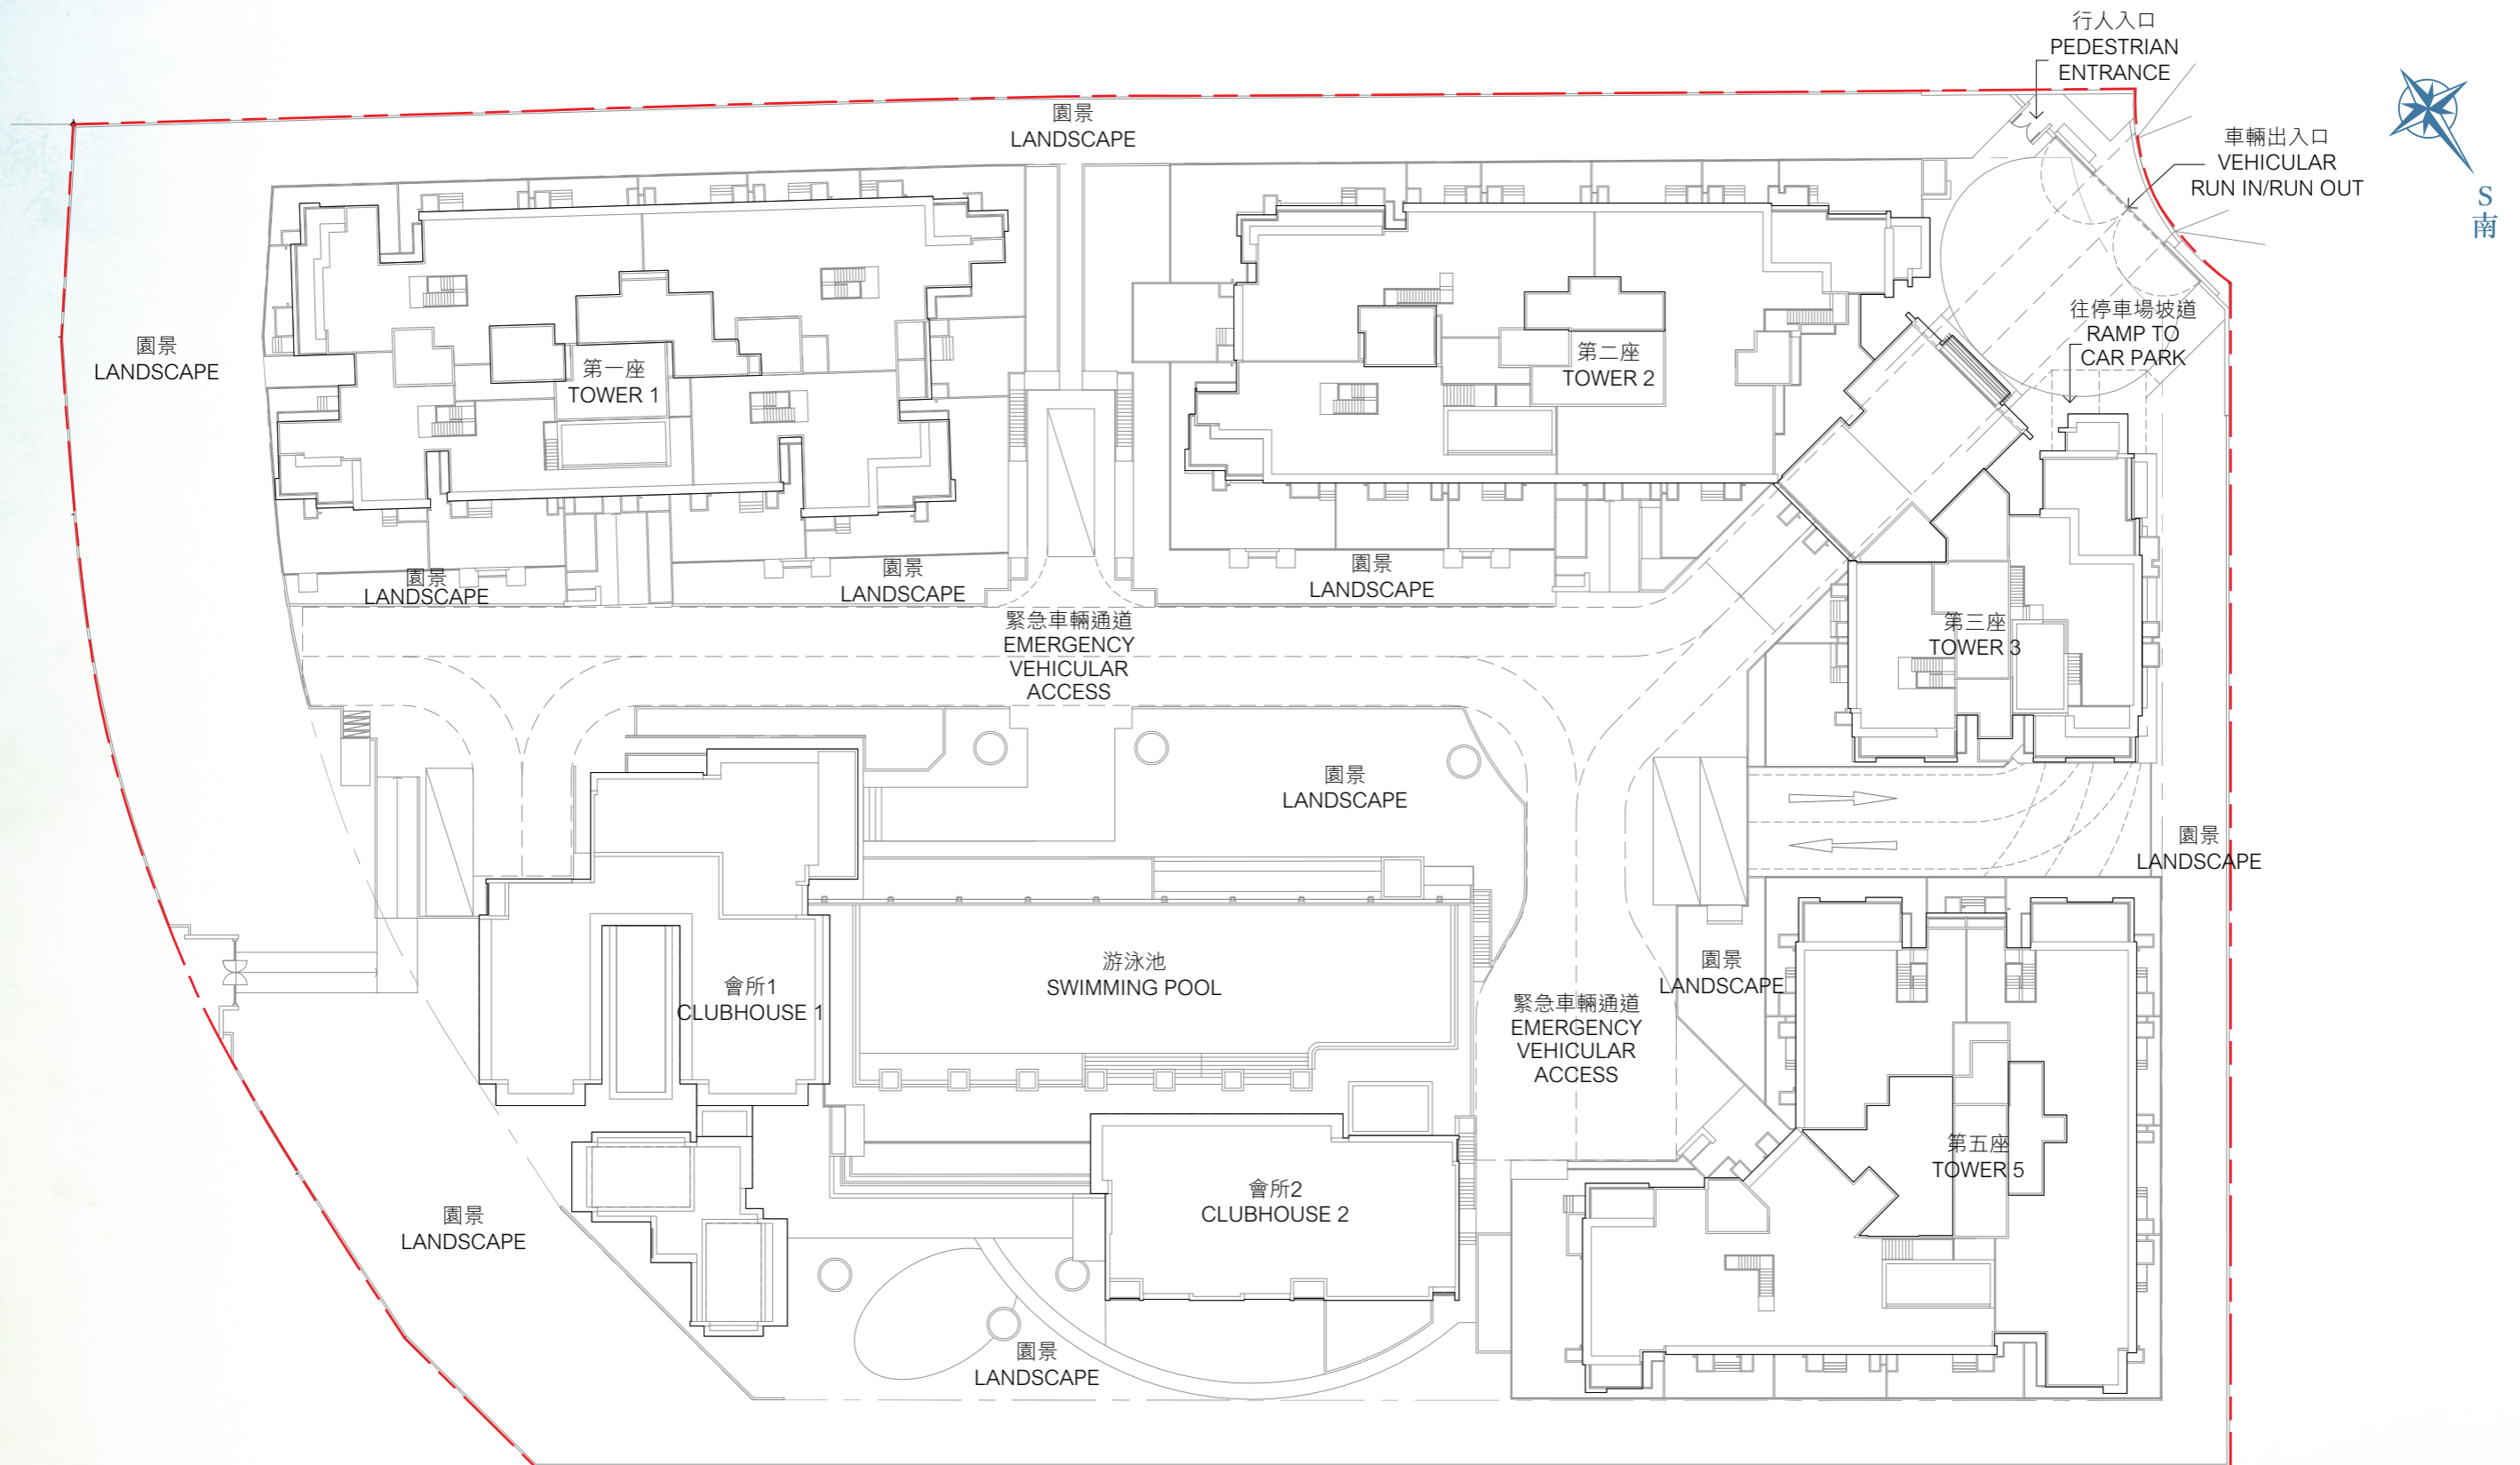 行人入口
PEDESTRIAN
ENTRANCE
園景
LANDSCAPE
車輛出入口
VEHICULAR
RUN IN/RUN OUT
S
南
往停車場坡道
RAMP TO
CAR PARK
園景
LANDSCAPE
第一座
TOWER 1
第二座
TOWER 2
園景
LANDSCAPE
園景
LANDSCAPE
園景
LANDSCAPE
緊急車輛通道
EMERGENCY
VEHICULAR
ACCESS
第三座
TOWER 3
園景
LANDSCAPE
園景
LANDSCAPE
游泳池
SWIMMING POOL
會所1
CLUBHOUSE 1
園景
LANDSCAPE
緊急車輛通道
EMERGENCY
VEHICULAR
ACCESS
第五座
TOWER 5
會所2
CLUBHOUSE 2
園景
LANDSCAPE
園景
LANDSCAPE